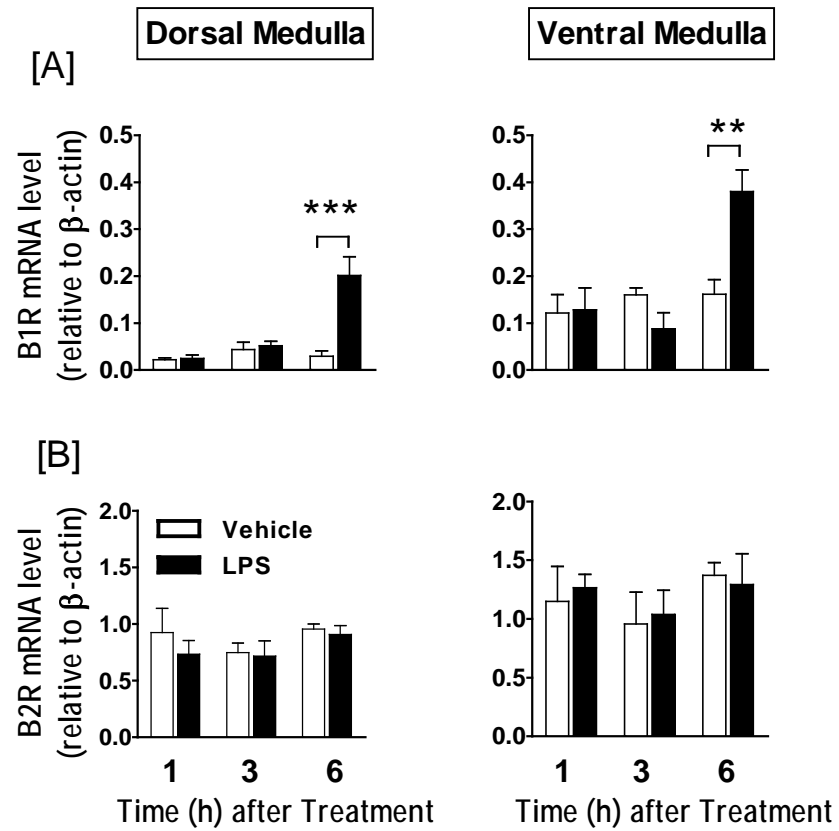 Dorsal Medulla
Ventral Medulla
[A]
B1R mRNA level
(relative to β-actin)
0.5
0.4
0.3
0.2
0.1
0.0
***
0.5
0.4
0.3
0.2
0.1
0.0
**
[B]
B2R mRNA level
(relative to β-actin)
2.0
1.5
1.0
0.5
0.0
Vehicle
LPS
1 3 6
Time (h) after Treatment
2.0
1.5
1.0
0.5
0.0
1 3 6
Time (h) after Treatment